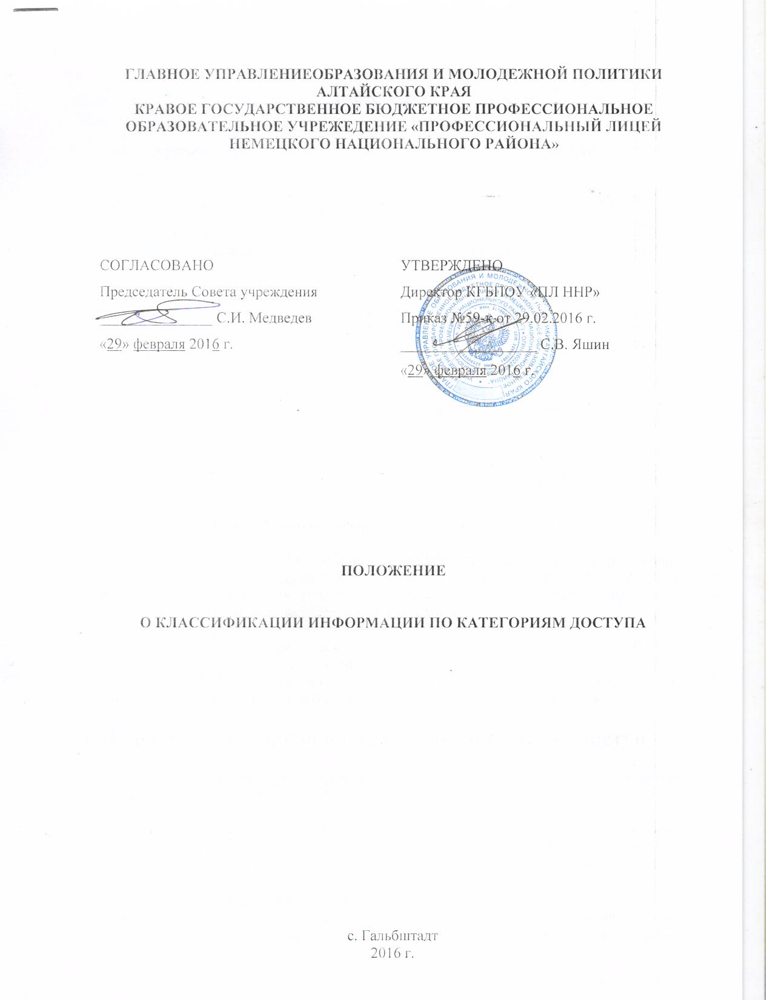 ГЛАВНОЕ УПРАВЛЕНИЕОБРАЗОВАНИЯ И МОЛОДЕЖНОЙ ПОЛИТИКИ
АЛТАЙСКОГО КРАЯ
КРАВОЕ ГОСУДАРСТВЕННОЕ БЮДЖЕТНОЕ ПРОФЕССИОНАЛЬНОЕ
ОБРАЗОВАТЕЛЬНОЕ УЧРЕЖЕДЕНИЕ «ПРОФЕССИОНАЛЬНЫЙ ЛИЦЕЙ
НЕМЕЦКОГО НАЦИОНАЛЬНОГО РАЙОНА»
СОГЛАСОВАНО
Председатель Совета учреждения
С.И. Медведев
«29» февраля 2016 г.
УТВЕРЖДЕНО
Директор КГБПОУ «ПЛ ННР»
Приказ №59-к от 29.02.2016 г.
С.В. Яшин
«29» февраля 2016 г.
ПОЛОЖЕНИЕ
О КЛАССИФИКАЦИИ ИНФОРМАЦИИ ПО КАТЕГОРИЯМ ДОСТУПА
с. Гальбштадт
2016 г.